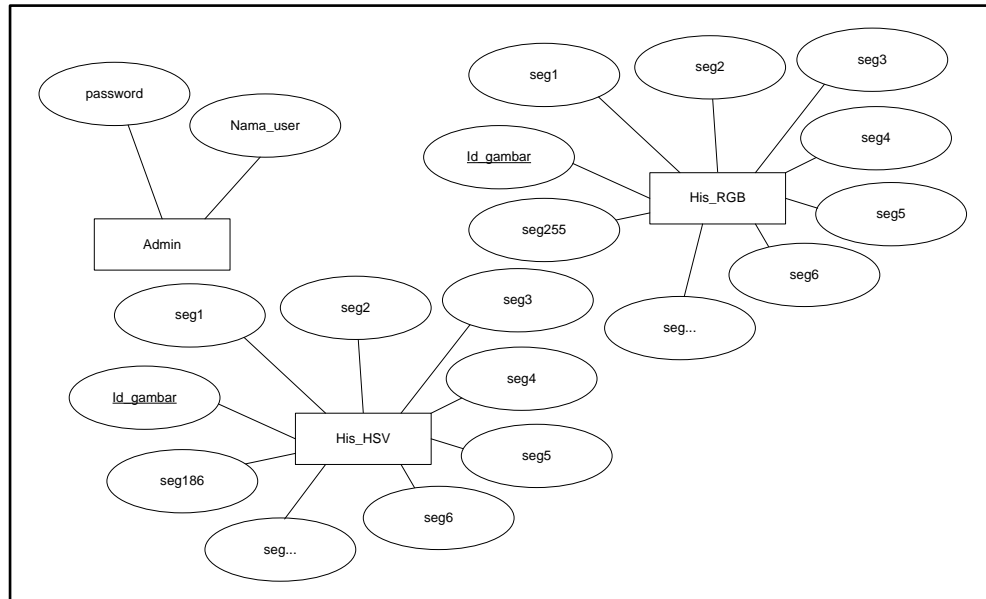 password
Nama_user
Admin
seg1
seg2
seg3
Id_gambar
seg4
His_RGB
seg255
seg5
seg6
seg...
seg1
seg2
seg3
Id_gambar
seg4
His_HSV
seg186
seg5
seg6
seg...